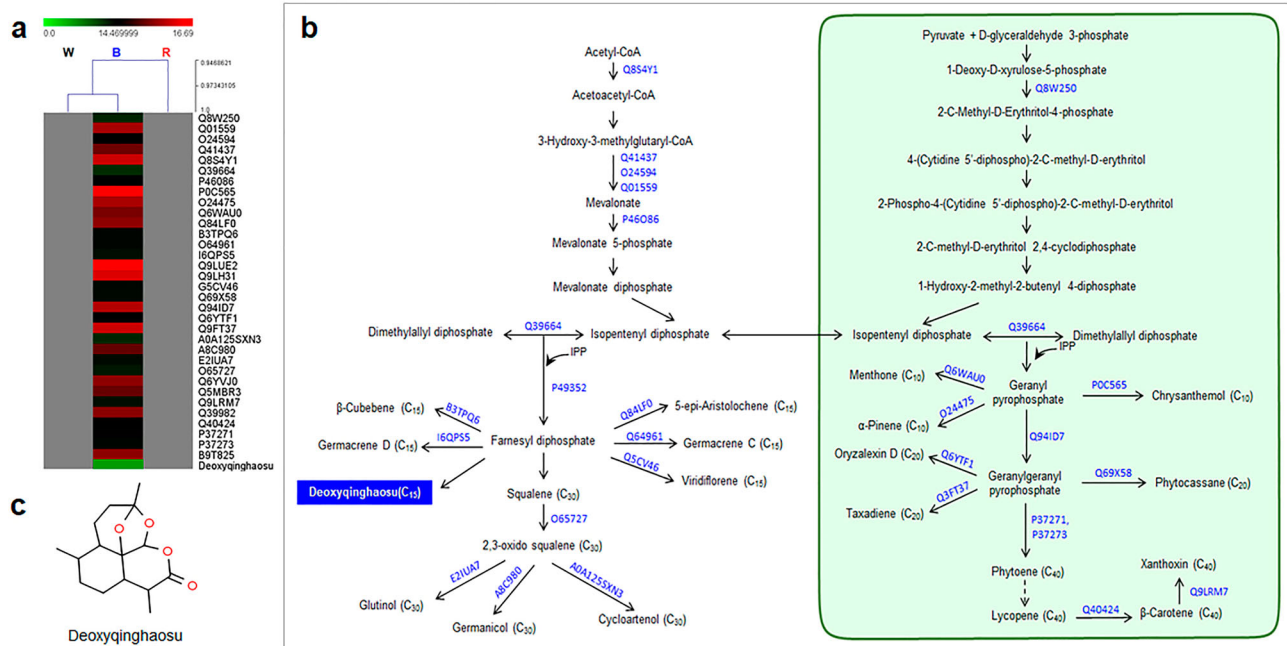 a
0.0 14.469999 16.69
W B R
0.9468621
0.97343105
1.0
Q8W250
Q01559
O24594
Q41437
Q8S4Y1
Q39664
P46086
P0C565
O24475
Q6WAU0
Q84LF0
B3TPQ6
O64961
I6QPS5
Q9LUE2
Q9LH31
G5CV46
Q69X58
Q94ID7
Q6YTF1
Q9FT37
A0A125SXN3
A8C980
E2IUA7
O65727
Q6YVJ0
Q5MBR3
Q9LRM7
Q39982
Q40424
P37271
P37273
B9T825
Deoxyqinghaosu
c
O
O
O
O
Deoxyqinghaosu
b
Acetyl-CoA
Q8S4Y1
Acetoacetyl-CoA
3-Hydroxy-3-methylglutaryl-CoA
Q41437
O24594
Q01559
Mevalonate
P46O86
Mevalonate 5-phosphate
Mevalonate diphosphate
Dimethylallyl diphosphate
Q39664
Isopentenyl diphosphate
IPP
P49352
β-Cubebene (C15)
B3TPQ6
Q84LF0
5-epi-Aristolochene (C15)
Germacrene D (C15)
I6QPS5
Farnesyl diphosphate
Q64961
Germacrene C (C15)
Q5CV46
Viridiflorene (C15)
Deoxyqinghaosu(C15)
Squalene (C30)
O65727
2,3-oxido squalene (C30)
E2IUA7
A8C980
A0A125SXN3
Glutinol (C30)
Germanicol (C30)
Cycloartenol (C30)
Pyruvate + D-glyceraldehyde 3-phosphate
1-Deoxy-D-xyrulose-5-phosphate
Q8W250
2-C-Methyl-D-Erythritol-4-phosphate
4-(Cytidine 5'-diphospho)-2-C-methyl-D-erythritol
2-Phospho-4-(Cytidine 5'-diphospho)-2-C-methyl-D-erythritol
2-C-methyl-D-erythritol 2,4-cyclodiphosphate
1-Hydroxy-2-methyl-2-butenyl 4-diphosphate
Isopentenyl diphosphate
Q39664
Dimethylallyl diphosphate
IPP
Menthone (C10)
Q6WAU0
Geranyl
pyrophosphate
P0C565
Chrysanthemol (C10)
α-Pinene (C10)
O24475
Q94ID7
Oryzalexin D (C20)
Q6YTF1
Geranylgeranyl
pyrophosphate
Q69X58
Phytocassane (C20)
Taxadiene (C20)
Q3FT37
P37271,
P37273
Phytoene (C40)
Xanthoxin (C40)
Q9LRM7
Lycopene (C40)
Q40424
β-Carotene (C40)